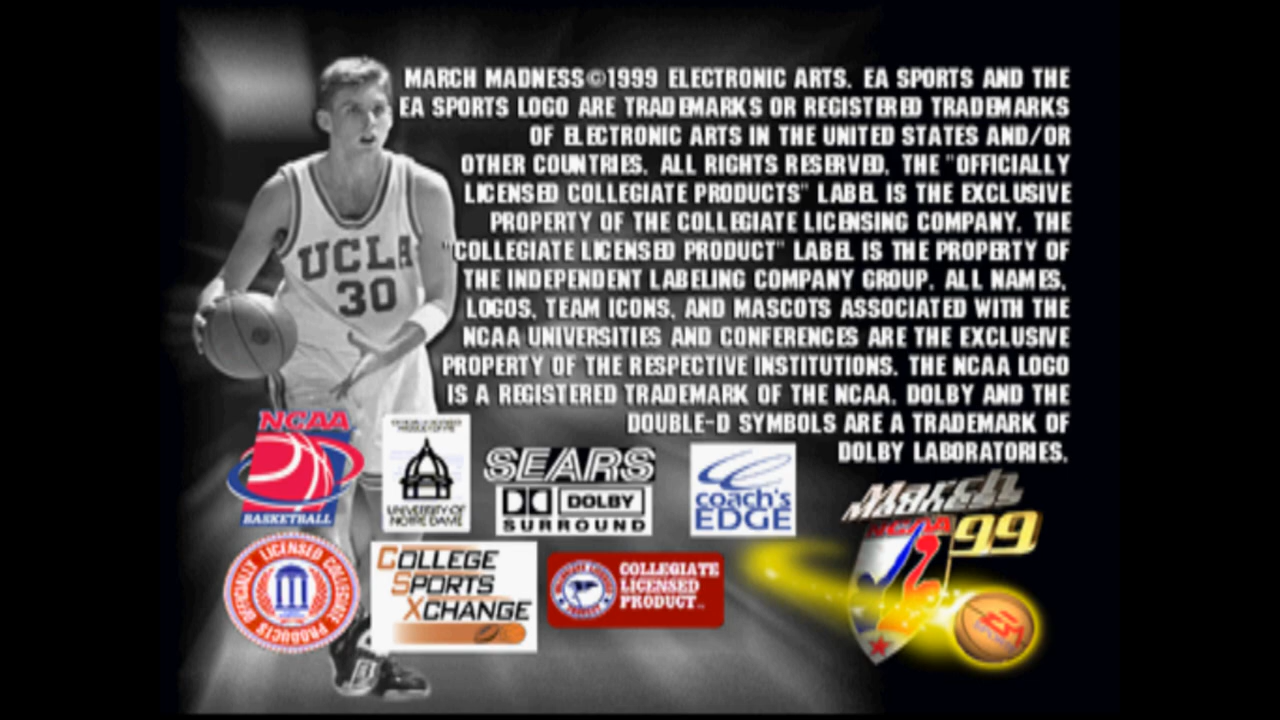 MARCH MADNESS©1999 ELECTRONIC ARTS. EA SPORTS AND THE
EA SPORTS LOGO ARE TRADEMARKS OR REGISTERED TRADEMARKS
OF ELECTRONIC ARTS IN THE UNITED STATES AND/OR
OTHER COUNTRIES. ALL RIGHTS RESERVED. THE "OFFICIALLY
LICENSED COLLEGIATE PRODUCTS" LABEL IS THE EXCLUSIVE
PROPERTY OF THE COLLEGIATE LICENSING COMPANY. THE
"COLLEGIATE LICENSED PRODUCT" LABEL IS THE PROPERTY OF
THE INDEPENDENT LABELING COMPANY GROUP. ALL NAMES,
LOGOS, TEAM ICONS, AND MASCOTS ASSOCIATED WITH THE
NCAA UNIVERSITIES AND CONFERENCES ARE THE EXCLUSIVE
PROPERTY OF THE RESPECTIVE INSTITUTIONS. THE NCAA LOGO
IS A REGISTERED TRADEMARK OF THE NCAA. DOLBY AND THE
DOUBLE-D SYMBOLS ARE A TRADEMARK OF
DOLBY LABORATORIES.
UCLA
30
NCAA
BASKETBALL
UNIVERSITY OF
NOTRE DAME
SEARS
DOLBY
SURROUND
coach's
EDGE
March
Madness
99
NCAA
EA
OFFICIALLY LICENSED COLLEGIATE PRODUCTS
COLLEGE
SPORTS
XCHANGE
COLLEGIATE
LICENSED
PRODUCT™